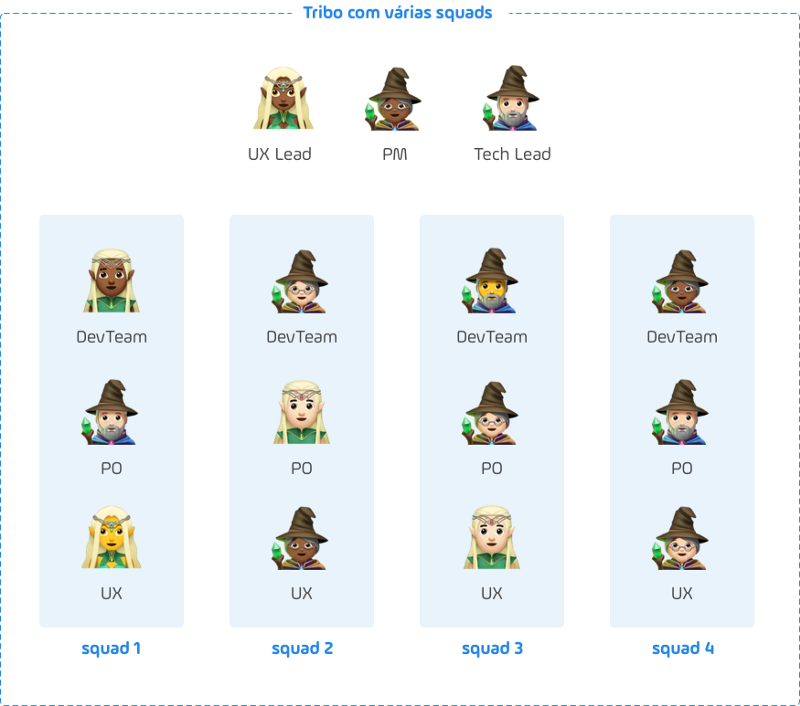 Tribo com várias squads
UX Lead
PM
Tech Lead
DevTeam
DevTeam
DevTeam
DevTeam
PO
PO
PO
PO
UX
UX
UX
UX
squad 1
squad 2
squad 3
squad 4